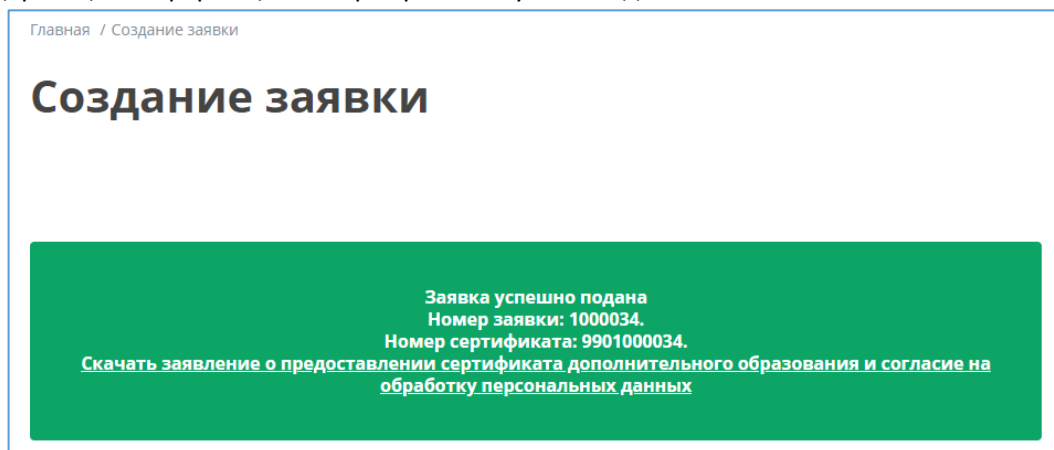 Главная / Создание заявки
Создание заявки
Заявка успешно подана
Номер заявки: 1000034.
Номер сертификата: 9901000034.
Скачать заявление о предоставлении сертификата дополнительного образования и согласие на
обработку персональных данных